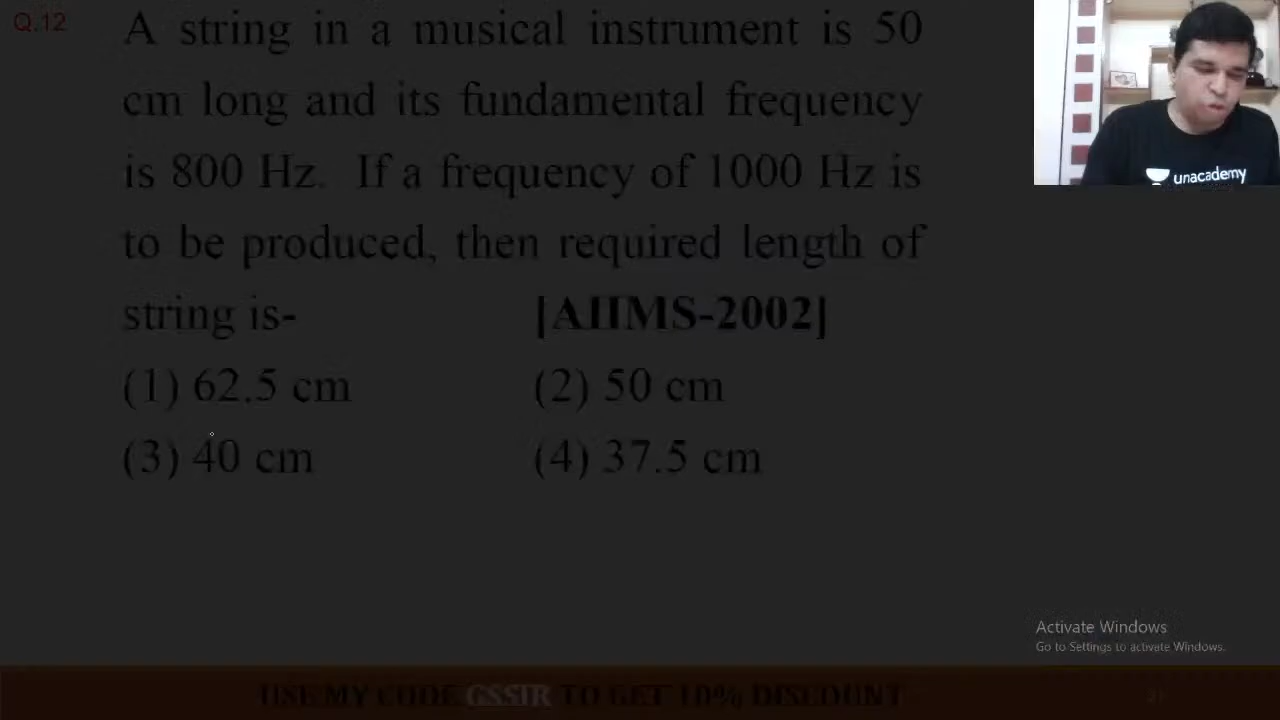 Q.12
A string in a musical instrument is 50
cm long and its fundamental frequency
is 800 Hz. If a frequency of 1000 Hz is
to be produced, then required length of
string is- [AIIMS-2002]
(1) 62.5 cm (2) 50 cm
(3) 40 cm (4) 37.5 cm
unacademy
Activate Windows
Go to Settings to activate Windows.
USE MY CODE GSSIR TO GET 10% DISCOUNT